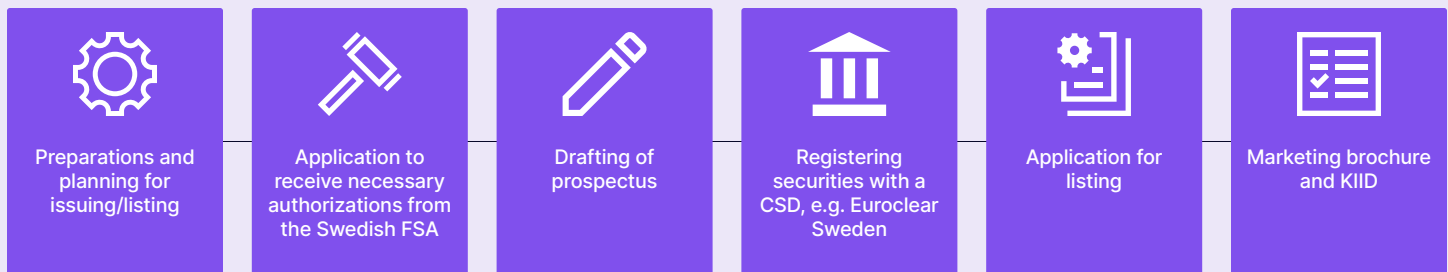 Preparations and
planning for
issuing/listing
Application to
receive necessary
authorizations from
the Swedish FSA
Drafting of
prospectus
Registering
securities with a
CSD, e.g. Euroclear
Sweden
Application for
listing
Marketing brochure
and KIID